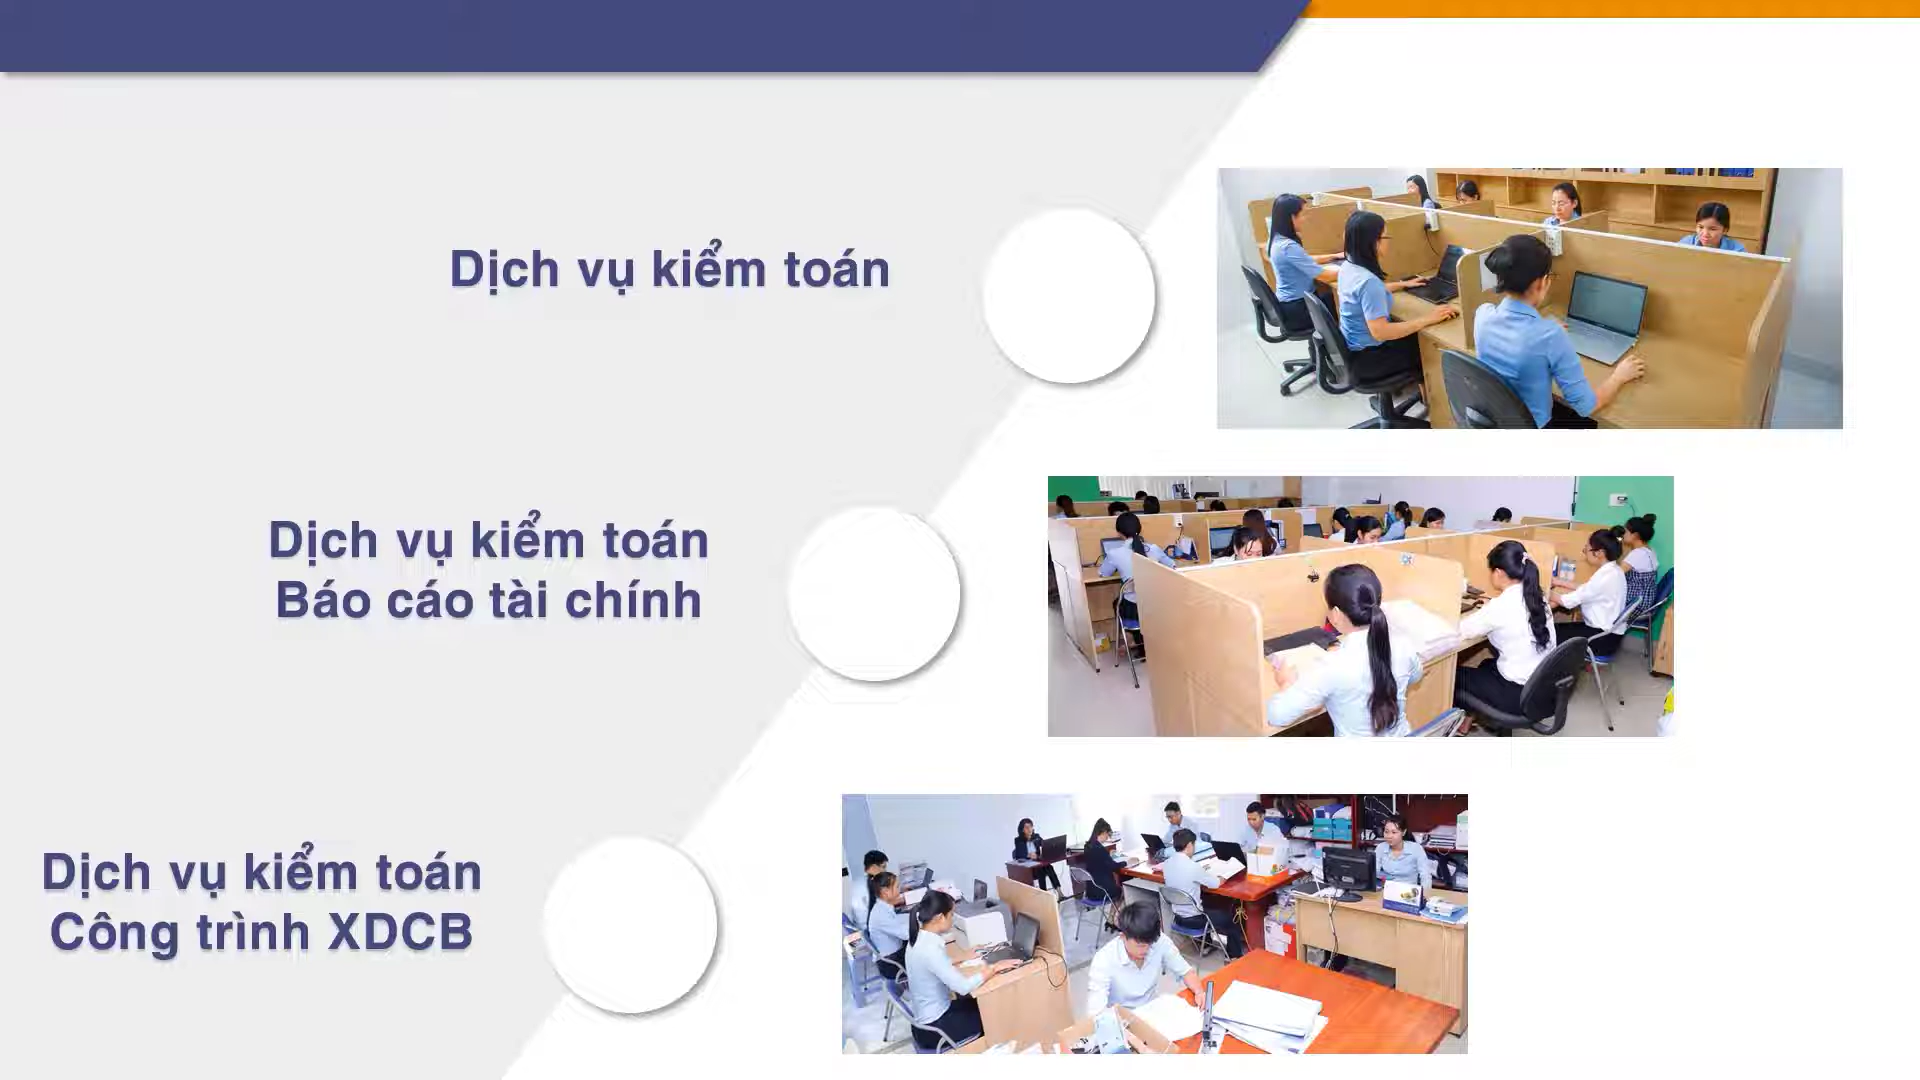 Dịch vụ kiểm toán
Dịch vụ kiểm toán
Báo cáo tài chính
Dịch vụ kiểm toán
Công trình XDCB